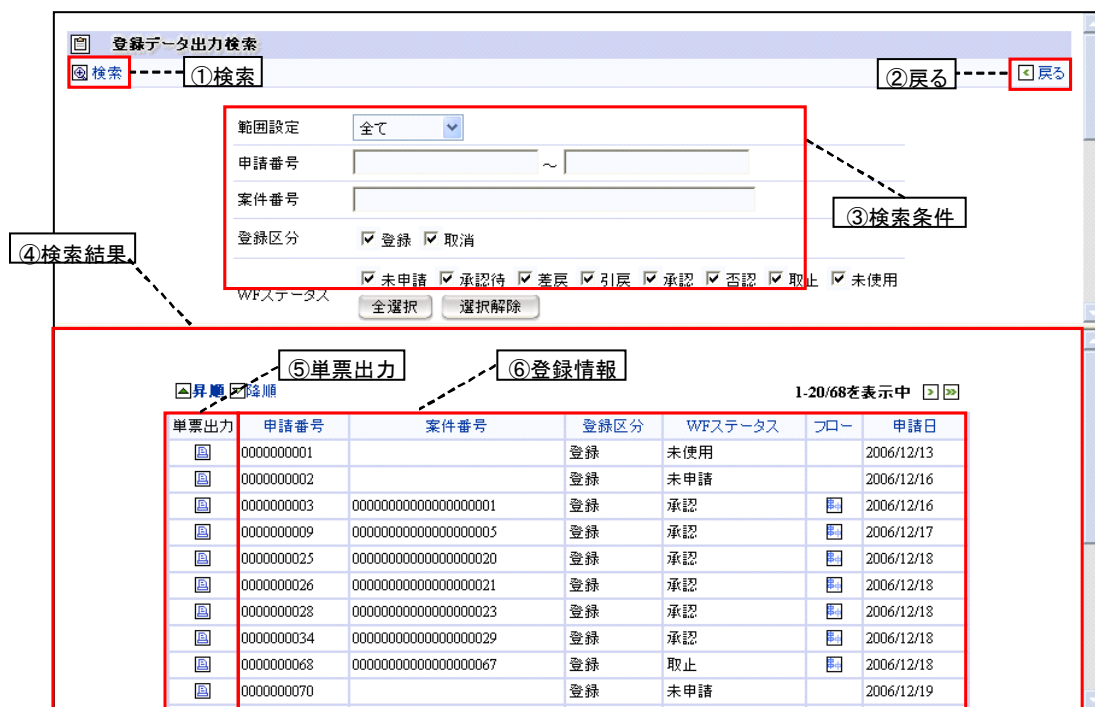 登録データ出力検索
検索 ①検索 ②戻る 戻る
範囲設定 全て
申請番号 ～
案件番号
③検索条件
登録区分 登録 取消
④検索結果
WFステータス 未申請 承認待 差戻 引戻 承認 否認 取止 未使用
全選択 選択解除
⑤単票出力 ⑥登録情報
昇順 降順 1-20/68を表示中
単票出力 申請番号 案件番号 登録区分 WFステータス フロー 申請日
0000000001 登録 未使用 2006/12/13
0000000002 登録 未申請 2006/12/16
0000000003 00000000000000000001 登録 承認 2006/12/16
0000000009 00000000000000000005 登録 承認 2006/12/17
0000000025 00000000000000000020 登録 承認 2006/12/18
0000000026 00000000000000000021 登録 承認 2006/12/18
0000000028 00000000000000000023 登録 承認 2006/12/18
0000000034 00000000000000000029 登録 承認 2006/12/18
0000000068 00000000000000000067 登録 取止 2006/12/18
0000000070 登録 未申請 2006/12/19